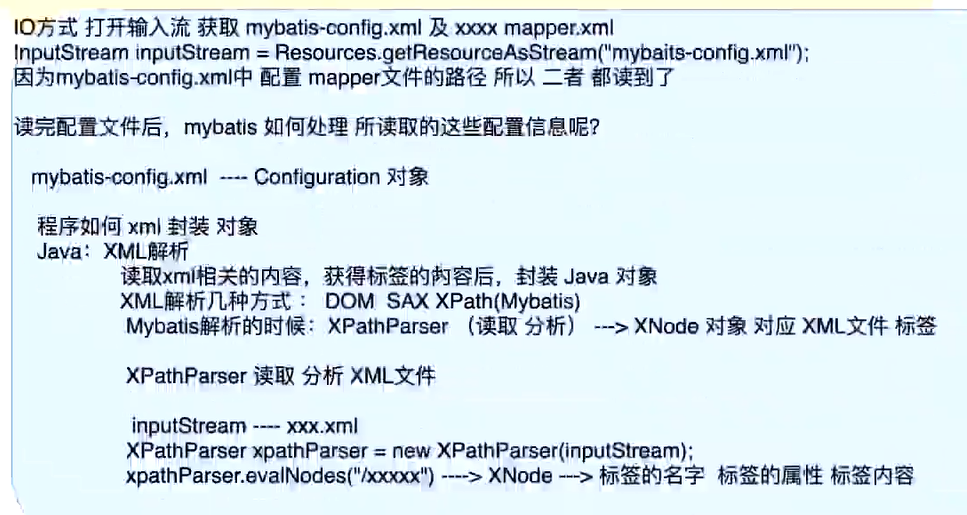 IO方式 打开输入流 获取 mybatis-config.xml 及 xxxx mapper.xml
InputStream inputStream = Resources.getResourceAsStream("mybaits-config.xml");
因为mybatis-config.xml中 配置 mapper文件的路径 所以 二者 都读到了
读完配置文件后，mybatis 如何处理 所读取的这些配置信息呢?
mybatis-config.xml ---- Configuration 对象
程序如何 xml 封装 对象
Java：XML解析
读取xml相关的内容，获得标签的内容后，封装 Java 对象
XML解析几种方式： DOM SAX XPath(Mybatis)
Mybatis解析的时候：XPathParser （读取 分析） ---> XNode 对象 对应 XML文件 标签
XPathParser 读取 分析 XML文件
inputStream ---- xxx.xml
XPathParser xpathParser = new XPathParser(inputStream);
xpathParser.evalNodes("/xxxxx") ----> XNode ---> 标签的名字 标签的属性 标签内容